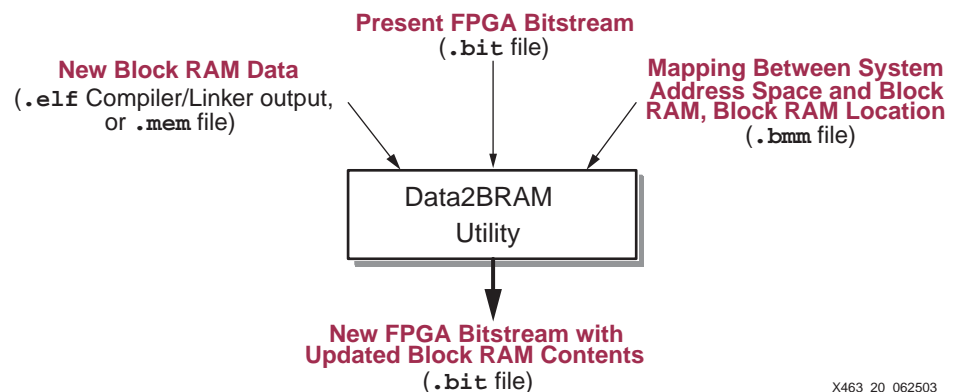 Present FPGA Bitstream
(.bit file)
New Block RAM Data
(.elf Compiler/Linker output,
or .mem file)
Mapping Between System
Address Space and Block
RAM, Block RAM Location
(.bmm file)
Data2BRAM
Utility
New FPGA Bitstream with
Updated Block RAM Contents
(.bit file)
X463_20_062503